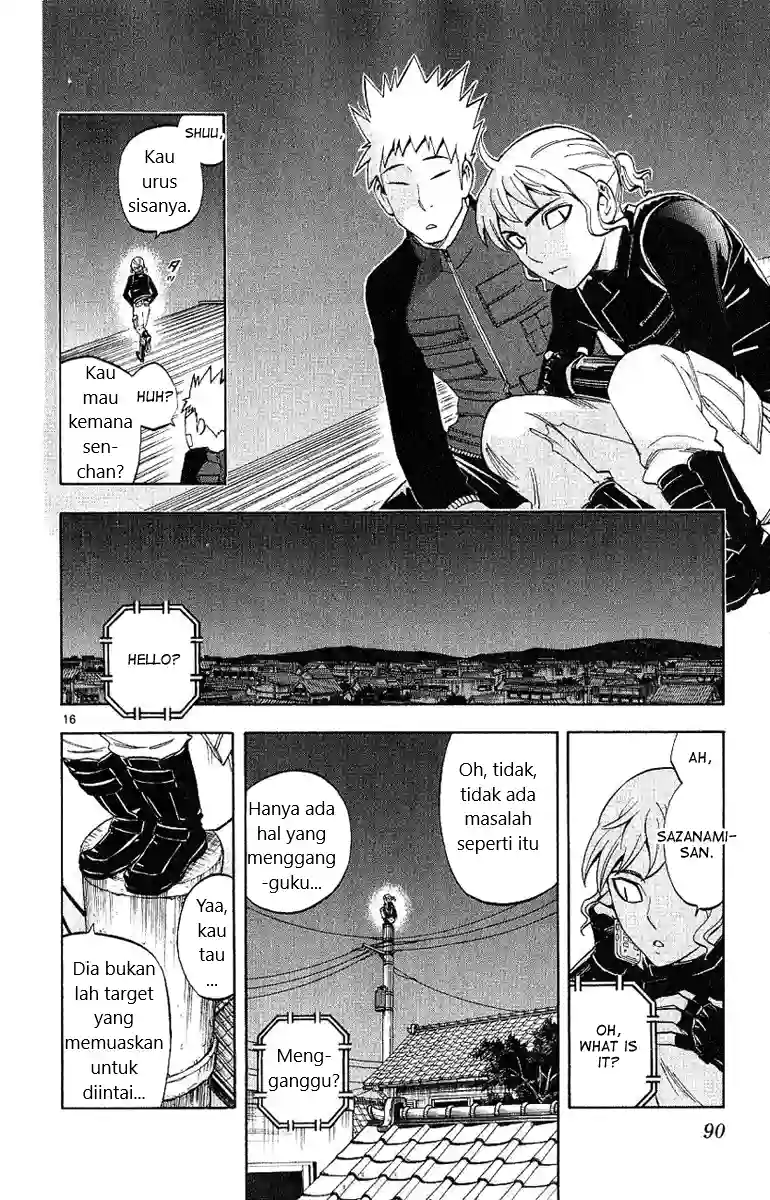 SHUU,
Kau
urus
sisanya.
HUH?
Kau
mau
kemana
sen-
chan?
HELLO?
16
AH,
SAZANAMI-
SAN.
OH,
WHAT IS
IT?
Oh, tidak,
tidak ada
masalah
seperti itu
Hanya ada
hal yang
menggang
-guku...
Meng-
ganggu?
Yaa,
kau
tau
...
Dia bukan
lah target
yang
memuaskan
untuk
diintai...
90